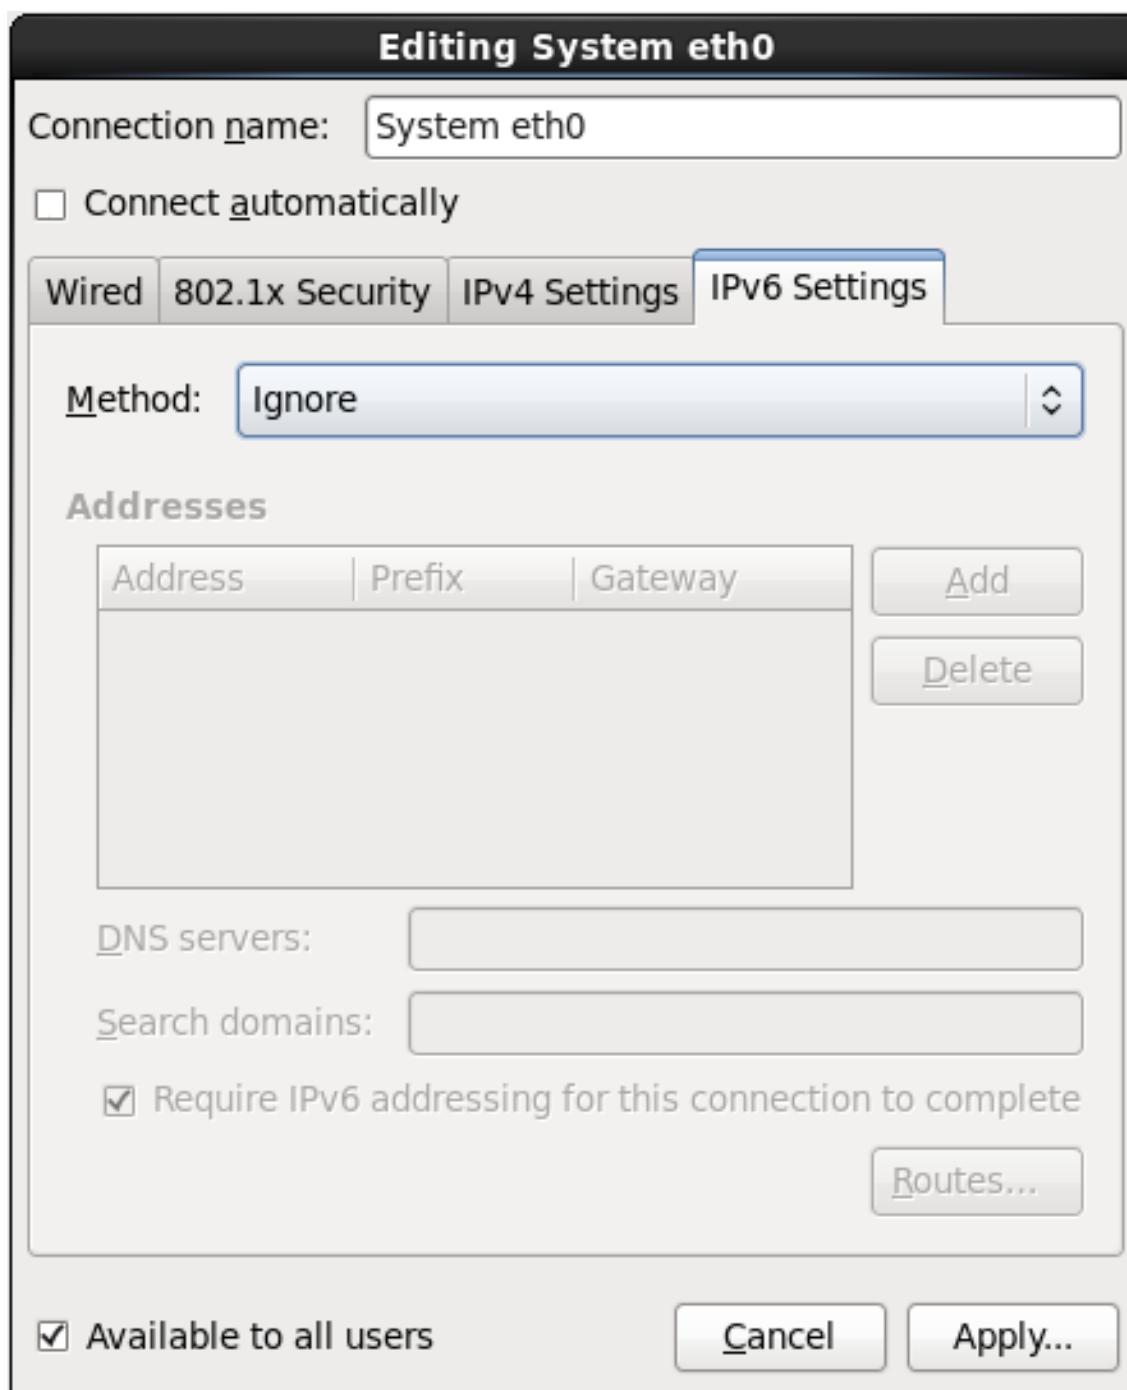 Editing System eth0
Connection name: System eth0
Connect automatically
Wired 802.1x Security IPv4 Settings IPv6 Settings
Method: Ignore
Addresses
Address Prefix Gateway Add
Delete
DNS servers:
Search domains:
Require IPv6 addressing for this connection to complete
Routes...
Available to all users Cancel Apply...